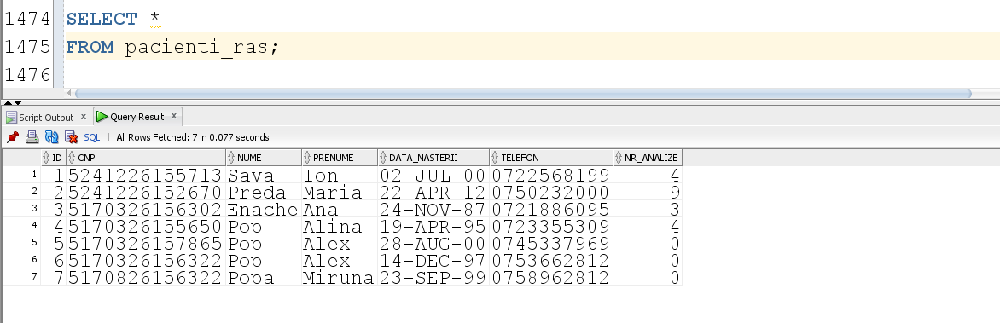 1474 SELECT *
1475 FROM pacienti_ras;
1476
Script Output x Query Result x
SQL | All Rows Fetched: 7 in 0.077 seconds
ID CNP NUME PRENUME DATA_NASTERII TELEFON NR_ANALIZE
1 1 5241226155713 Sava Ion 02-JUL-00 0722568199 4
2 2 5241226152670 Preda Maria 22-APR-12 0750232000 9
3 3 5170326156302 Enache Ana 24-NOV-87 0721886095 3
4 4 5170326155650 Pop Alina 19-APR-95 0723355309 4
5 5 5170326157865 Pop Alex 28-AUG-00 0745337969 0
6 6 5170326156322 Pop Alex 14-DEC-97 0753662812 0
7 7 5170826156322 Popa Miruna 23-SEP-99 0758962812 0